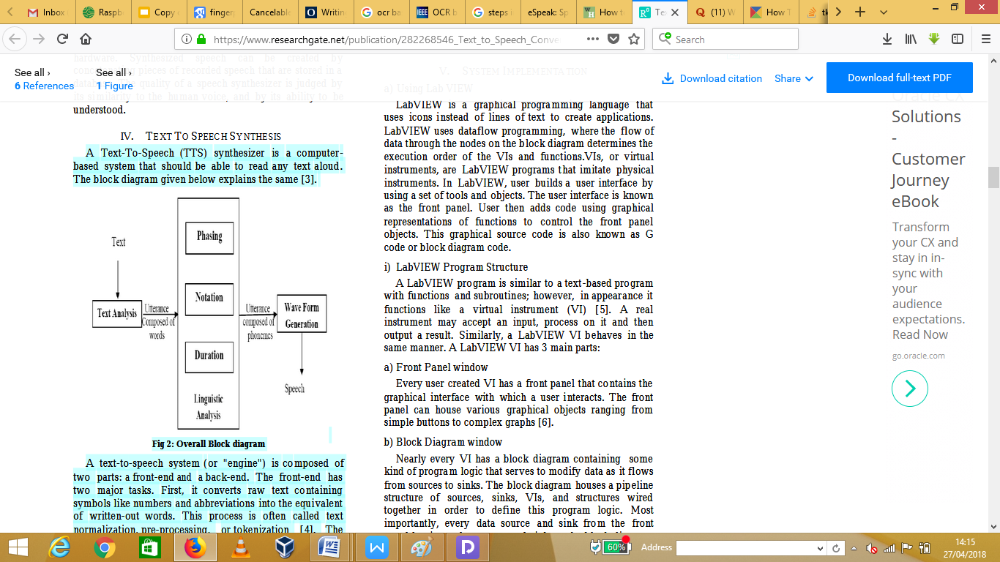 Inbox
Raspb
Copy
finger
Cancelable
Writin
ocr ba
OCR b
steps i
eSpeak: Sp
How t
Te
(11) W
How T
tk
https://www.researchgate.net/publication/282268546_Text_to_Speech_Conve
Search
See all ›
6 References
See all ›
1 Figure
Download citation
Share
Download full-text PDF
hardware. Synthesized speech can be created by
concatenating pieces of recorded speech that are stored in a
database. The quality of a speech synthesizer is judged by
its similarity to the human voice, and by its ability to be
understood.
IV. TEXT TO SPEECH SYNTHESIS
A Text-To-Speech (TTS) synthesizer is a computer-
based system that should be able to read any text aloud.
The block diagram given below explains the same [3].
Text
Text Analysis
Utterance
Composed of
words
Phasing
Notation
Duration
Linguistic
Analysis
Utterance
composed of
phonemes
Wave Form
Generation
Speech
Fig 2: Overall Block diagram
A text-to-speech system (or "engine") is composed of
two parts: a front-end and a back-end. The front-end has
two major tasks. First, it converts raw text containing
symbols like numbers and abbreviations into the equivalent
of written-out words. This process is often called text
normalization, pre-processing, or tokenization [4]. The
V. SYSTEM IMPLEMENTATION
a) Using Lab VIEW
LabVIEW is a graphical programming language that
uses icons instead of lines of text to create applications.
LabVIEW uses dataflow programming, where the flow of
data through the nodes on the block diagram determines the
execution order of the VIs and functions.VIs, or virtual
instruments, are LabVIEW programs that imitate physical
instruments. In LabVIEW, user builds a user interface by
using a set of tools and objects. The user interface is known
as the front panel. User then adds code using graphical
representations of functions to control the front panel
objects. This graphical source code is also known as G
code or block diagram code.
i) LabVIEW Program Structure
A LabVIEW program is similar to a text-based program
with functions and subroutines; however, in appearance it
functions like a virtual instrument (VI) [5]. A real
instrument may accept an input, process on it and then
output a result. Similarly, a LabVIEW VI behaves in the
same manner. A LabVIEW VI has 3 main parts:
a) Front Panel window
Every user created VI has a front panel that contains the
graphical interface with which a user interacts. The front
panel can house various graphical objects ranging from
simple buttons to complex graphs [6].
b) Block Diagram window
Nearly every VI has a block diagram containing some
kind of program logic that serves to modify data as it flows
from sources to sinks. The block diagram houses a pipeline
structure of sources, sinks, VIs, and structures wired
together in order to define this program logic. Most
importantly, every data source and sink from the front
Oracle CX
Solutions
-
Customer
Journey
eBook
Transform
your CX and
stay in in-
sync with
your
audience
expectations.
Read Now
go.oracle.com
60%
Address
14:15
27/04/2018